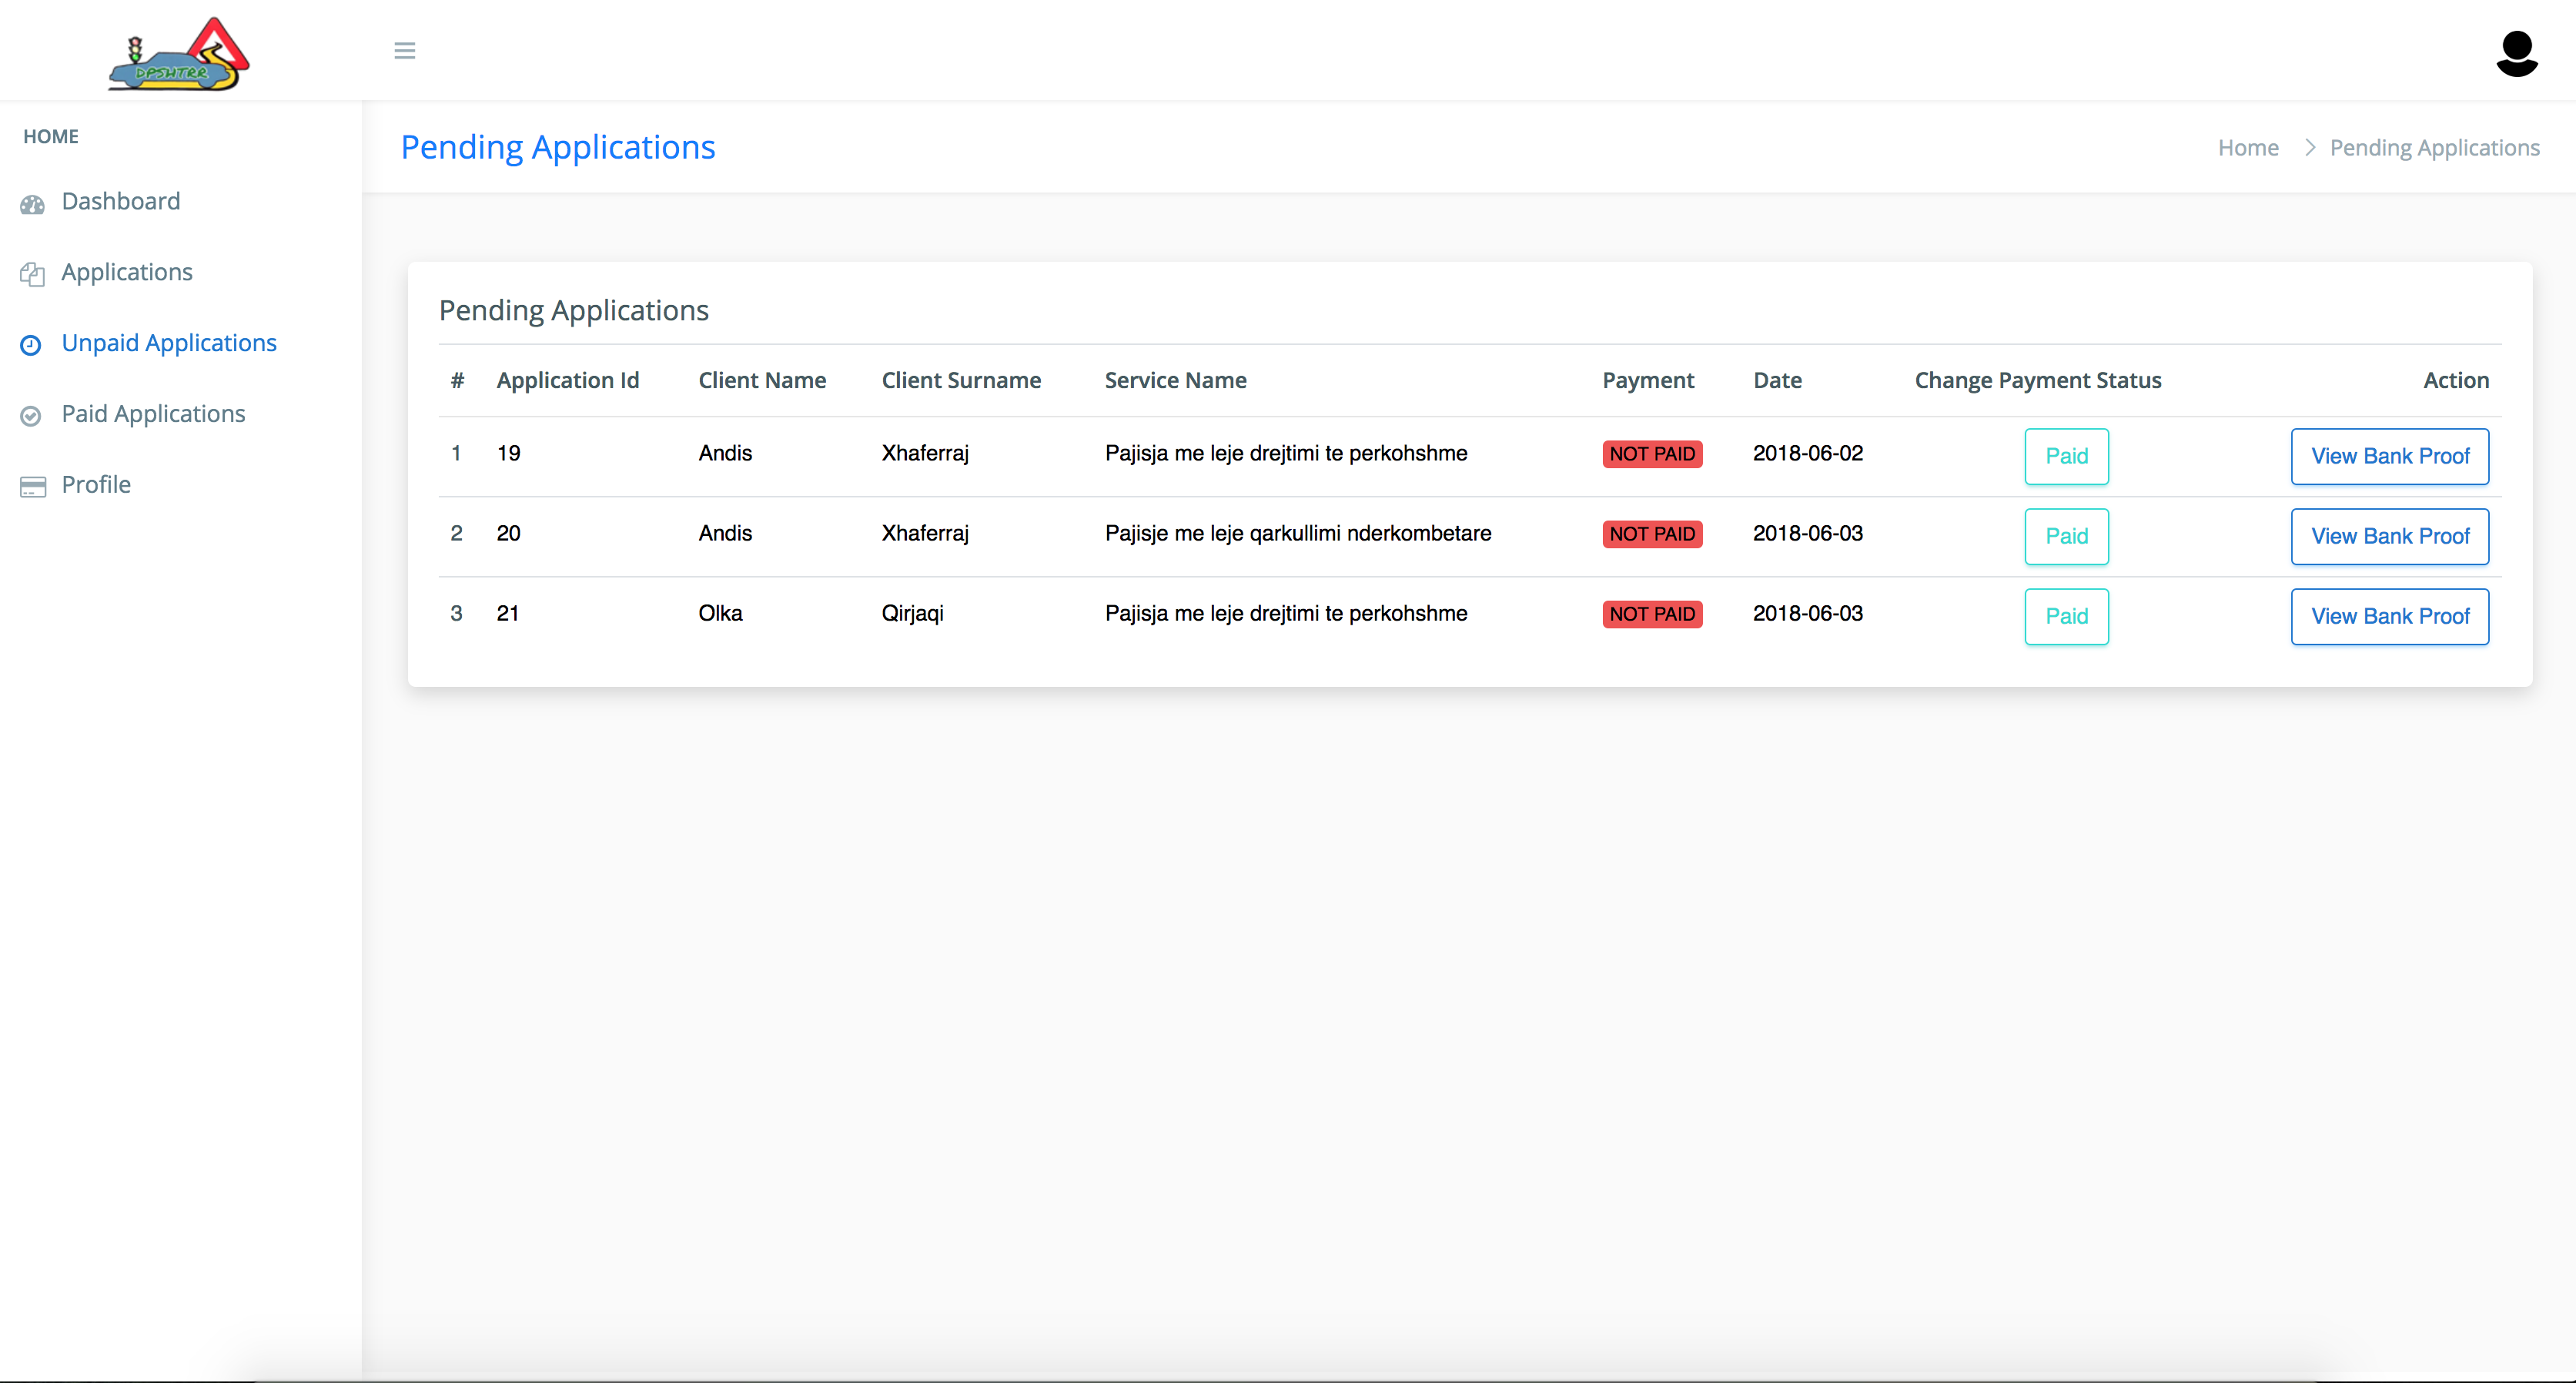 DPSHTRR
HOME
Dashboard
Applications
Unpaid Applications
Paid Applications
Profile
Pending Applications
Home > Pending Applications
Pending Applications
# Application Id Client Name Client Surname Service Name Payment Date Change Payment Status Action
1 19 Andis Xhaferraj Pajisja me leje drejtimi te perkohshme NOT PAID 2018-06-02 Paid View Bank Proof
2 20 Andis Xhaferraj Pajisje me leje qarkullimi nderkombetare NOT PAID 2018-06-03 Paid View Bank Proof
3 21 Olka Qirjaqi Pajisja me leje drejtimi te perkohshme NOT PAID 2018-06-03 Paid View Bank Proof